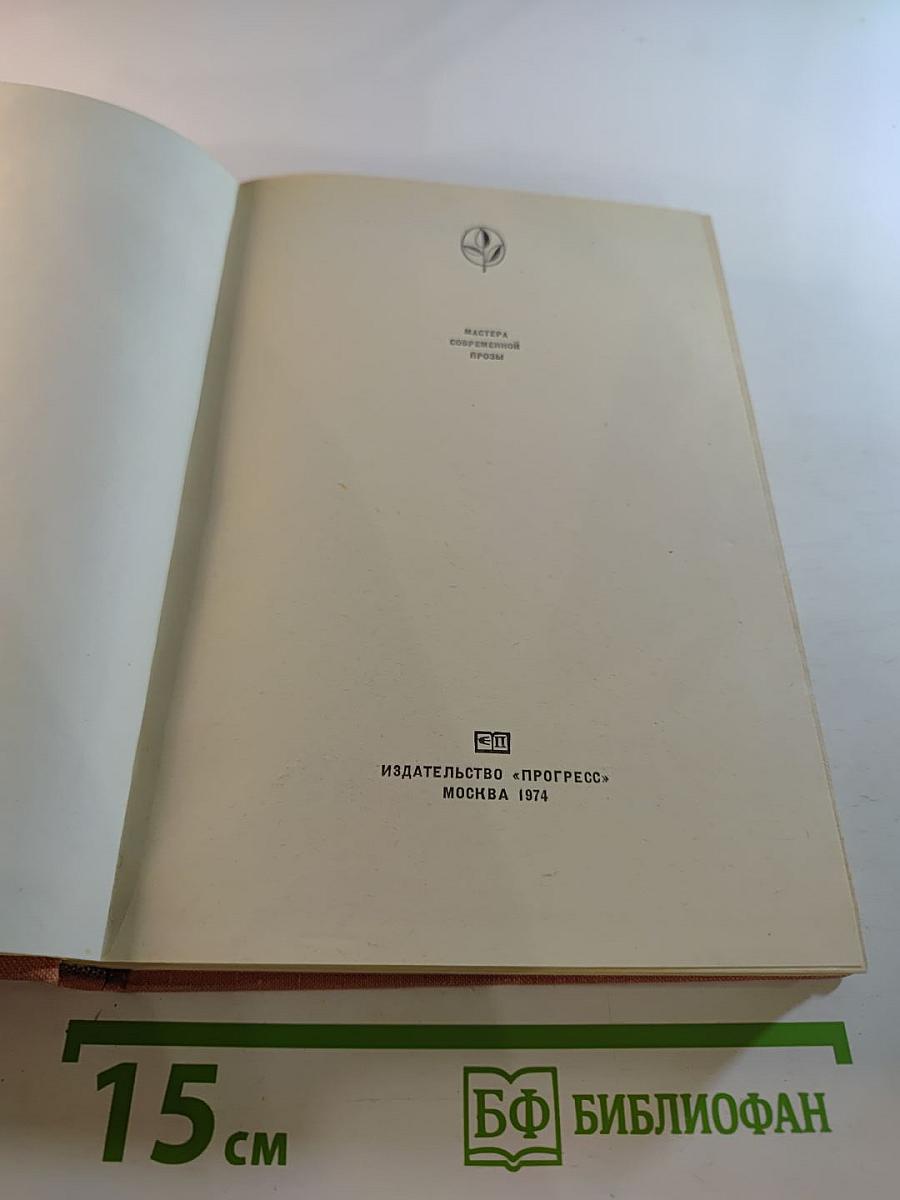 МАСТЕРА
СОВРЕМЕННОЙ
ПРОЗЫ
ИЗДАТЕЛЬСТВО «ПРОГРЕСС»
МОСКВА 1974
15 см
БФ БИБЛИОФАН